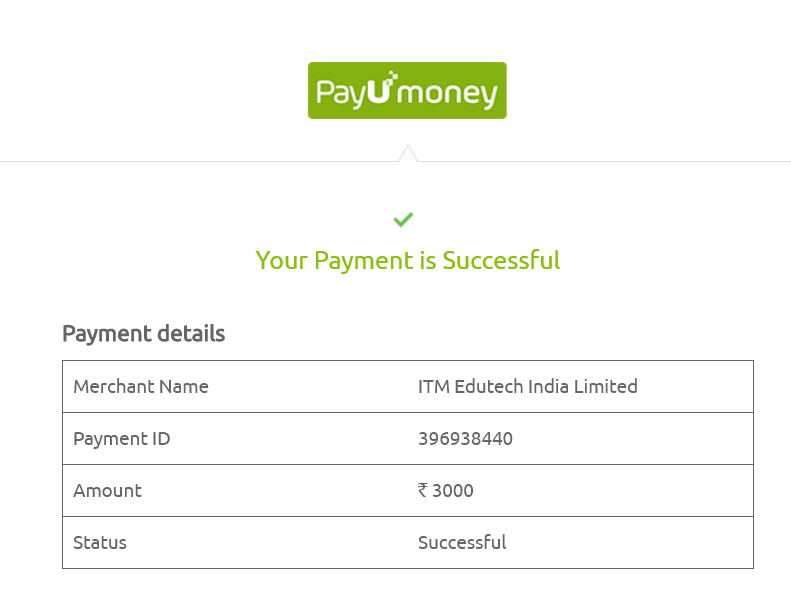 PayUmoney
Your Payment is Successful
Payment details
Merchant Name ITM Edutech India Limited
Payment ID 396938440
Amount ₹ 3000
Status Successful